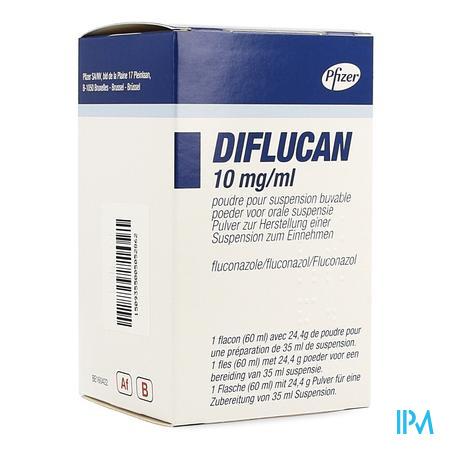 Pfizer SA/NV, bld de la Plaine 17 Pleinlaan,
B-1050 Bruxelles - Brussel - Brüssel
Pfizer
DIFLUCAN
10 mg/ml
poudre pour suspension buvable
poeder voor orale suspensie
Pulver zur Herstellung einer
Suspension zum Einnehmen
fluconazole/fluconazol/Fluconazol
1 flacon (60 ml) avec 24,4g de poudre pour
une préparation de 35 ml de suspension.
1 fles (60 ml) met 24,4 g poeder voor een
bereiding van 35 ml suspensie.
1 Flasche (60 ml) mit 24,4 g Pulver für eine
Zubereitung von 35 ml Suspension.
Af
B
IPM